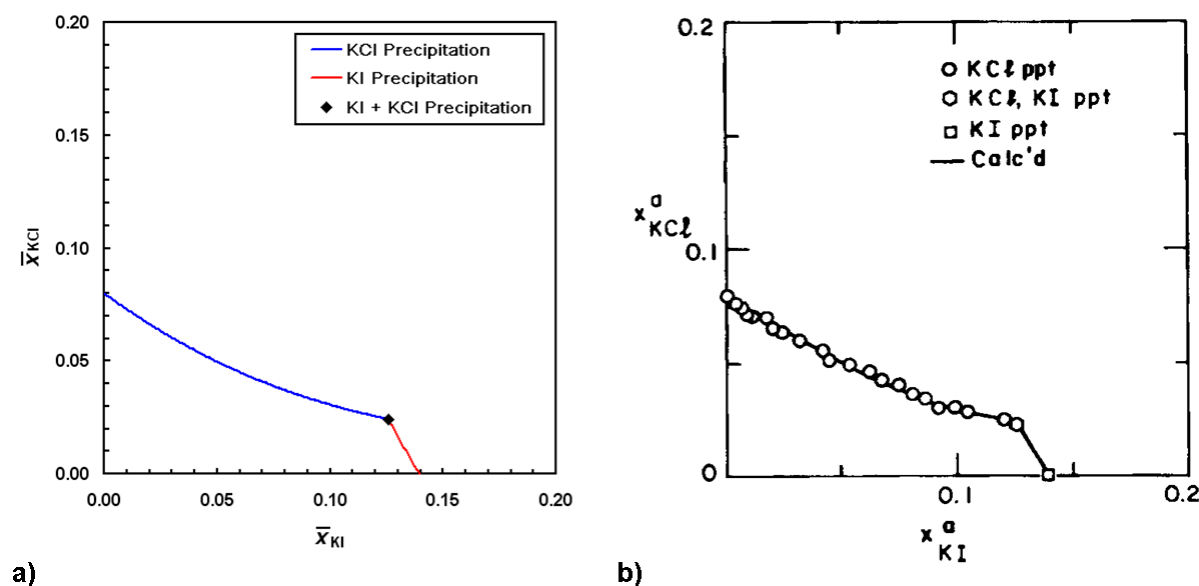 0.20
KCl Precipitation
KI Precipitation
KI + KCl Precipitation
0.15
0.10
0.05
0.00
x̅KCl
0.00 0.05 0.10 0.15 0.20
x̅KI
a)
0.2
KCℓ ppt
KCℓ, KI ppt
KI ppt
Calc'd
x^a_KCℓ
0.1
0
0.1 0.2
x^a_KI
b)